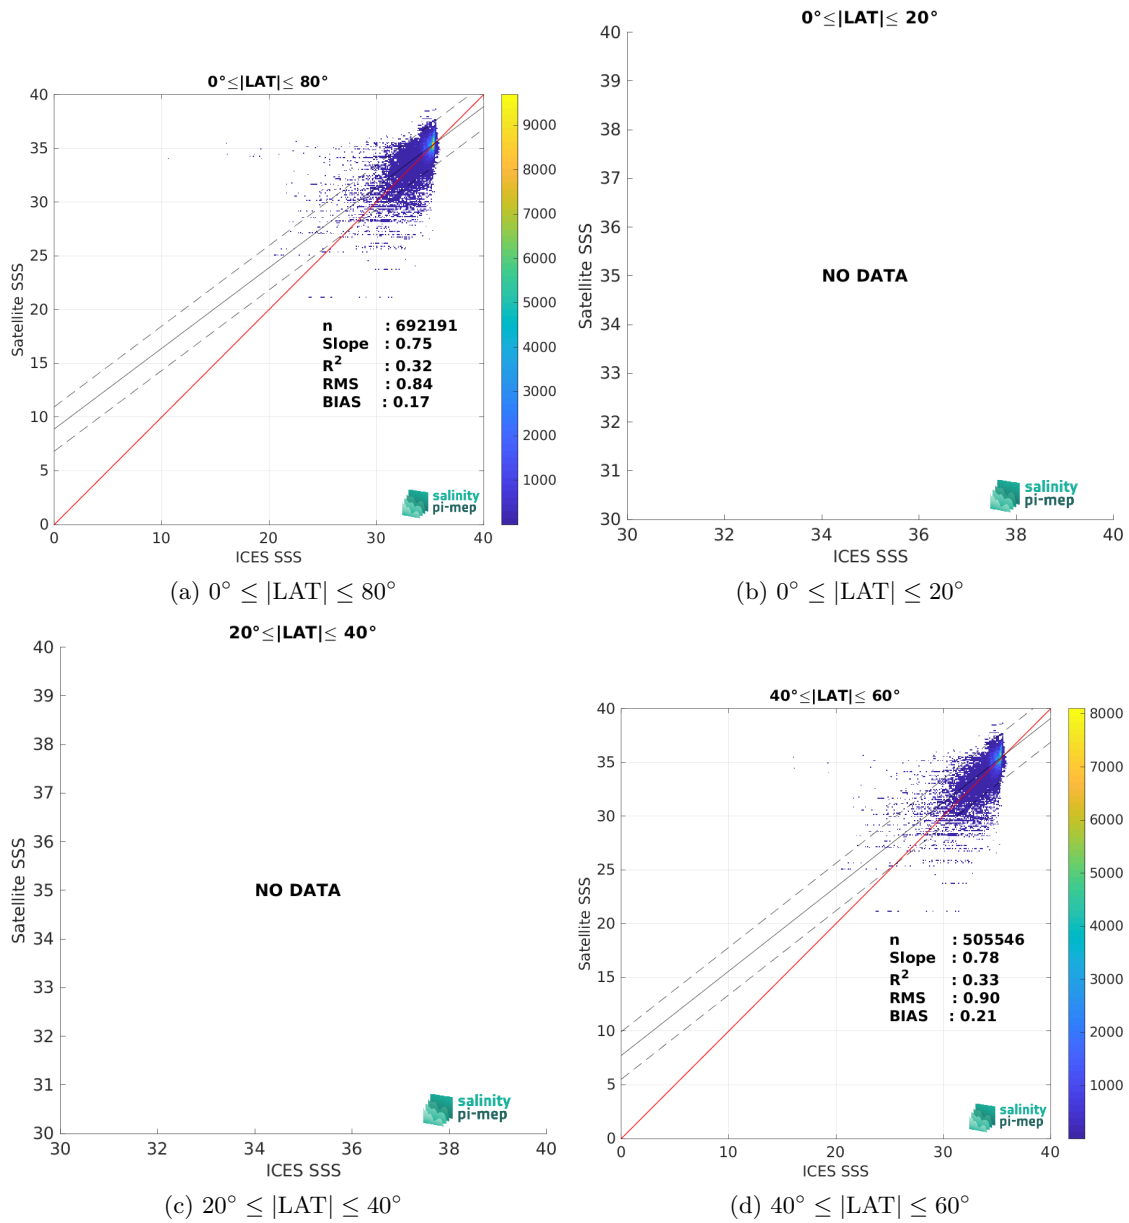 0°≤|LAT|≤ 80°
40
35
30
25
20
15
10
5
0
0 10 20 30 40
Satellite SSS
ICES SSS
n : 692191
Slope : 0.75
R² : 0.32
RMS : 0.84
BIAS : 0.17
salinity
pi-mep
9000
8000
7000
6000
5000
4000
3000
2000
1000
(a) 0° ≤ |LAT| ≤ 80°
0°≤|LAT|≤ 20°
40
39
38
37
36
35
34
33
32
31
30
30 32 34 36 38 40
Satellite SSS
ICES SSS
NO DATA
salinity
pi-mep
(b) 0° ≤ |LAT| ≤ 20°
20°≤|LAT|≤ 40°
40
39
38
37
36
35
34
33
32
31
30
30 32 34 36 38 40
Satellite SSS
ICES SSS
NO DATA
salinity
pi-mep
(c) 20° ≤ |LAT| ≤ 40°
40°≤|LAT|≤ 60°
40
35
30
25
20
15
10
5
0
0 10 20 30 40
Satellite SSS
ICES SSS
n : 505546
Slope : 0.78
R² : 0.33
RMS : 0.90
BIAS : 0.21
salinity
pi-mep
8000
7000
6000
5000
4000
3000
2000
1000
(d) 40° ≤ |LAT| ≤ 60°